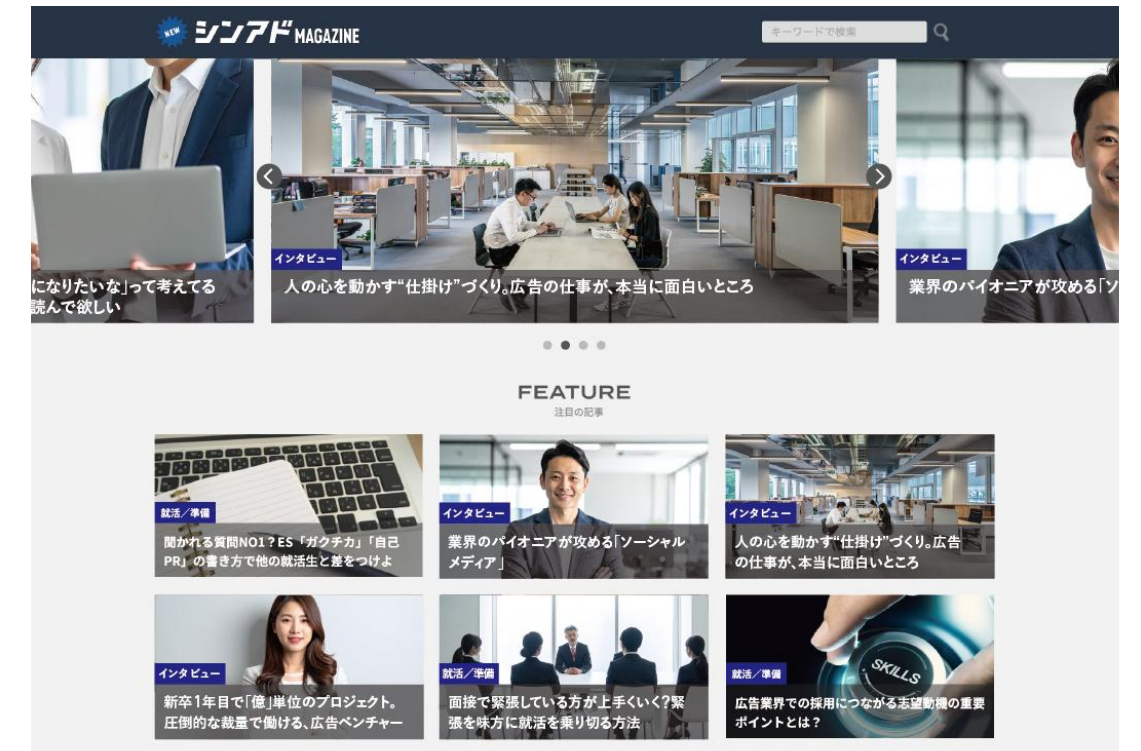 NEW シンアド MAGAZINE
キーワードで検索
インタビュー
になりたいな」って考えてる
読んで欲しい
人の心を動かす“仕掛け”づくり。広告の仕事が、本当に面白いところ
インタビュー
業界のパイオニアが攻める「ソ
FEATURE
注目の記事
就活／準備
聞かれる質問NO1？ES「ガクチカ」「自己
PR」の書き方で他の就活生と差をつけよ
インタビュー
業界のパイオニアが攻める「ソーシャル
メディア」
インタビュー
人の心を動かす“仕掛け”づくり。広告
の仕事が、本当に面白いところ
インタビュー
新卒1年目で「億」単位のプロジェクト。
圧倒的な裁量で働ける、広告ベンチャー
就活／準備
面接で緊張している方が上手くいく？緊
張を味方に就活を乗り切る方法
SKILLS
就活／準備
広告業界での採用につながる志望動機の重要
ポイントとは？